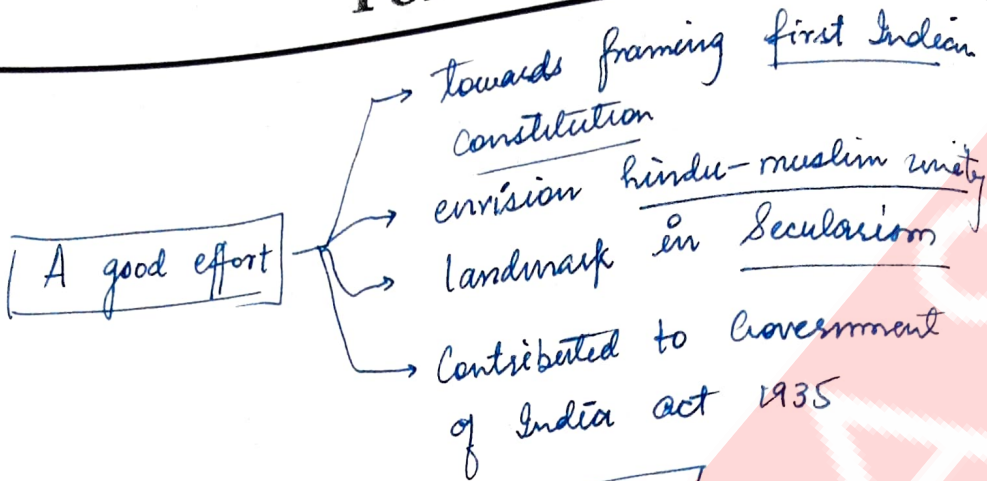 towards framing first Indian
constitution
envision hindu-muslim unity
A good effort
landmark in Secularism
Contributed to Government
of India act 1935